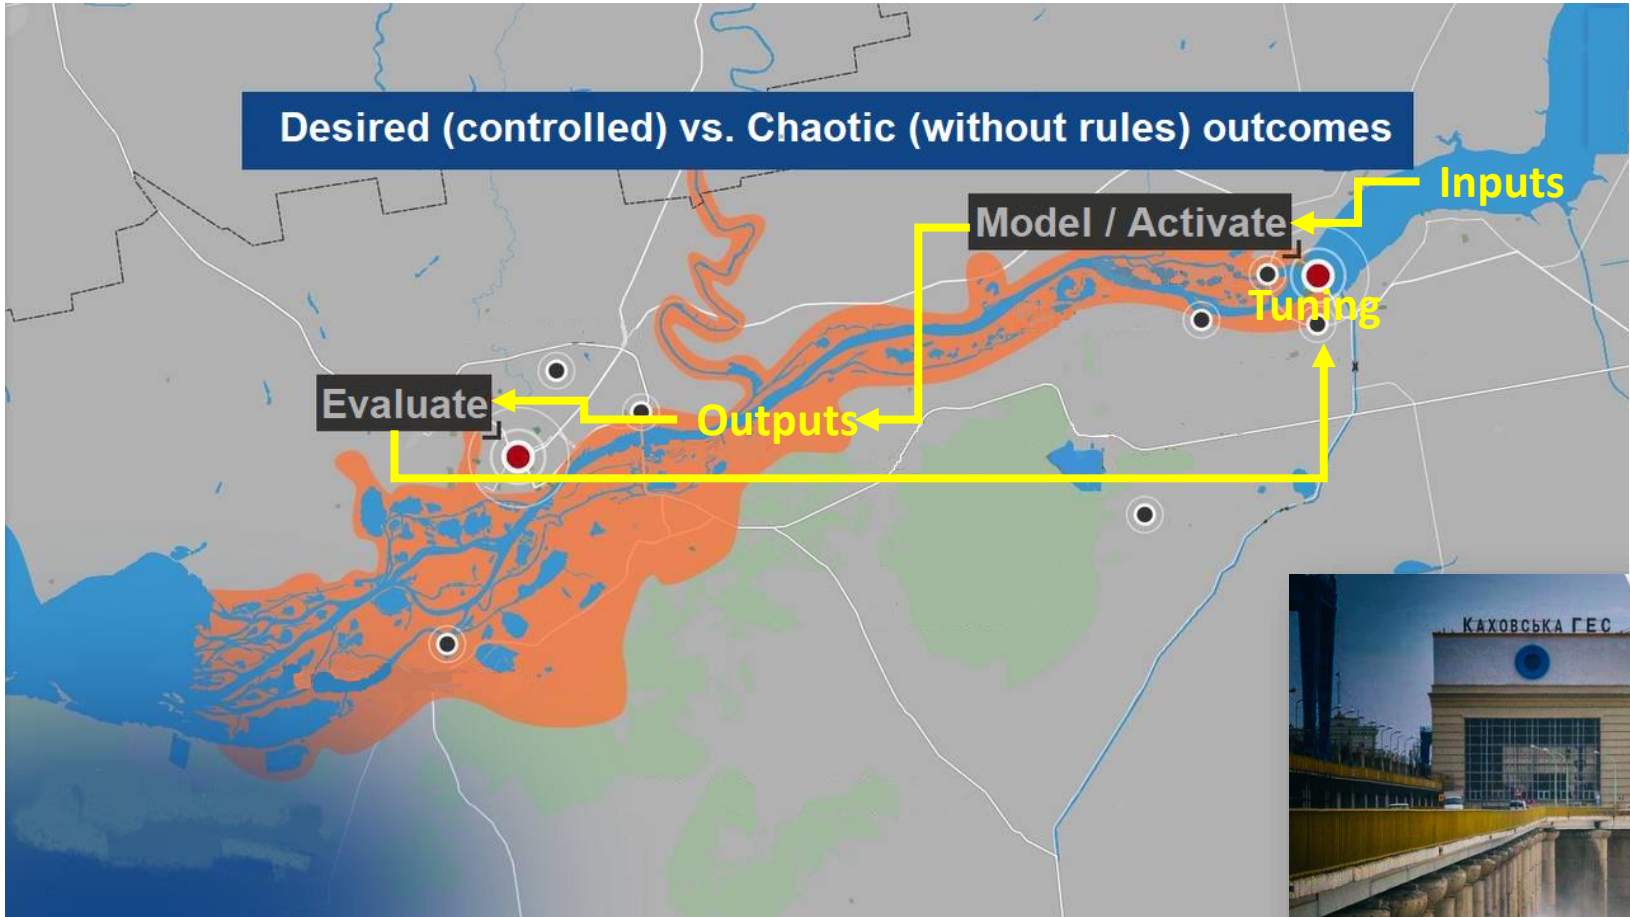 Desired (controlled) vs. Chaotic (without rules) outcomes
Inputs
Model / Activate
Tuning
Evaluate
Outputs
КАХОВСЬКА ГЕС